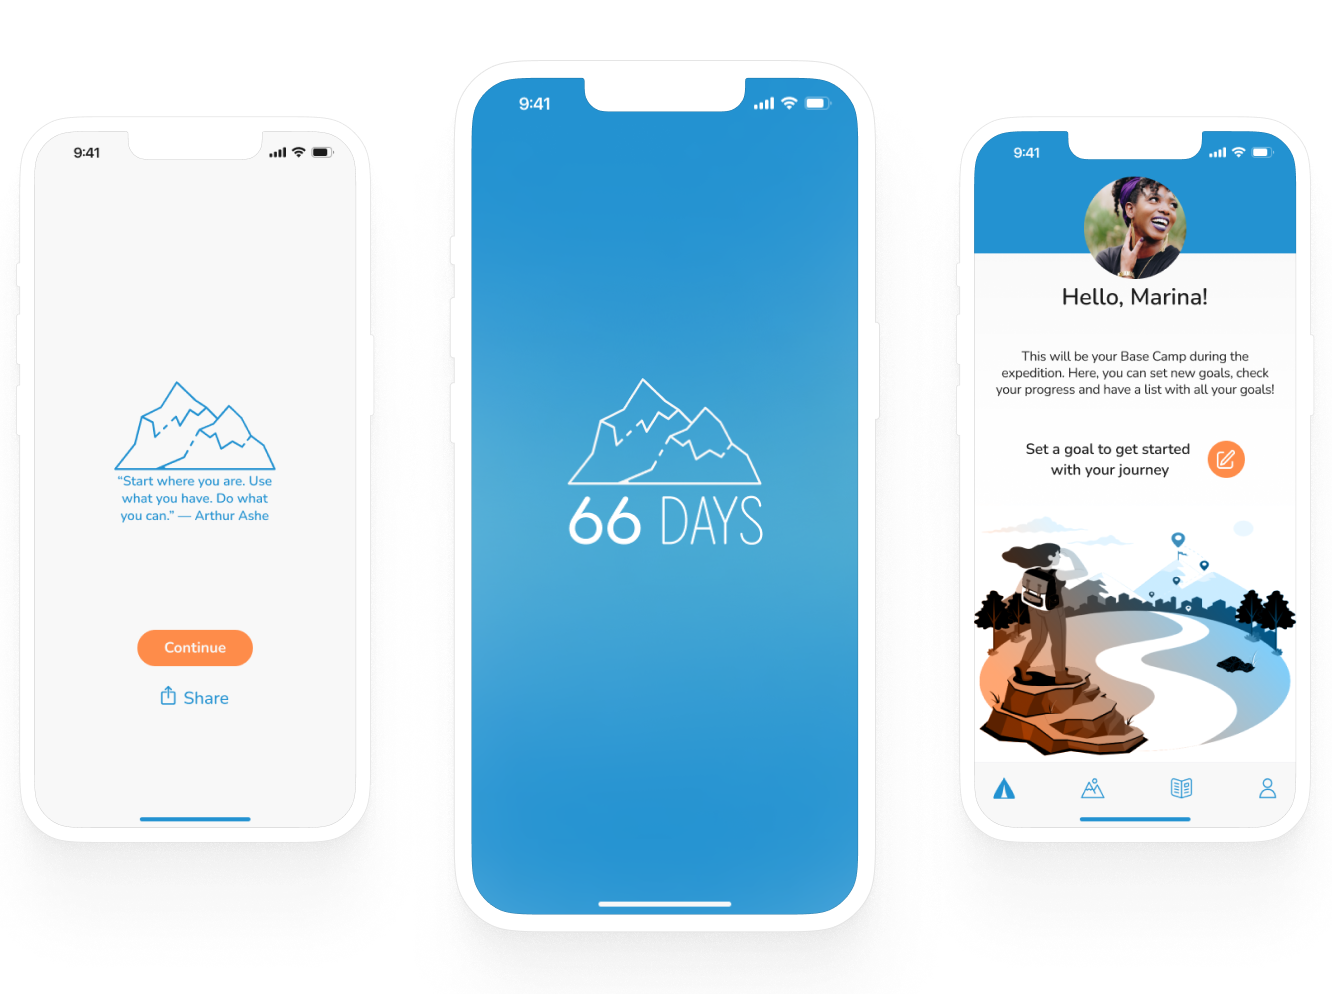 9:41
“Start where you are. Use
what you have. Do what
you can.” — Arthur Ashe
Continue
Share
9:41
66 DAYS
9:41
Hello, Marina!
This will be your Base Camp during the
expedition. Here, you can set new goals, check
your progress and have a list with all your goals!
Set a goal to get started
with your journey